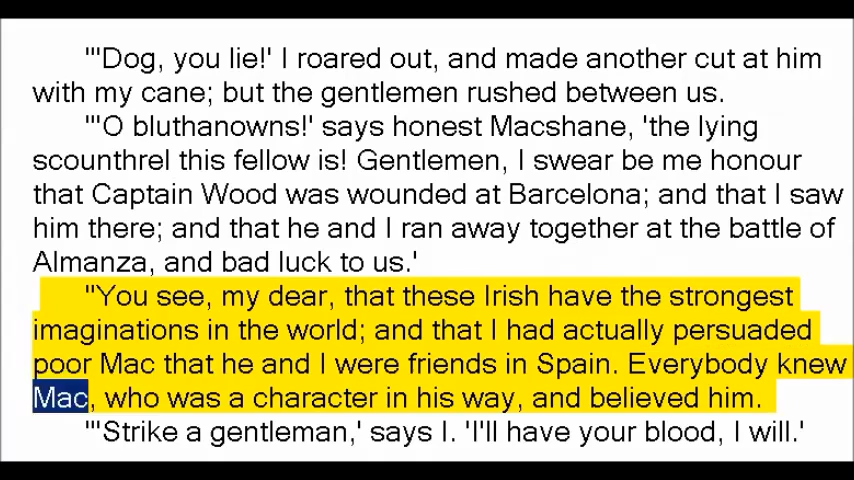 "'Dog, you lie!' I roared out, and made another cut at him
with my cane; but the gentlemen rushed between us.
"'O bluthanowns!' says honest Macshane, 'the lying
scounthrel this fellow is! Gentlemen, I swear be me honour
that Captain Wood was wounded at Barcelona; and that I saw
him there; and that he and I ran away together at the battle of
Almanza, and bad luck to us.'
"You see, my dear, that these Irish have the strongest
imaginations in the world; and that I had actually persuaded
poor Mac that he and I were friends in Spain. Everybody knew
Mac, who was a character in his way, and believed him.
"'Strike a gentleman,' says I. 'I'll have your blood, I will.'